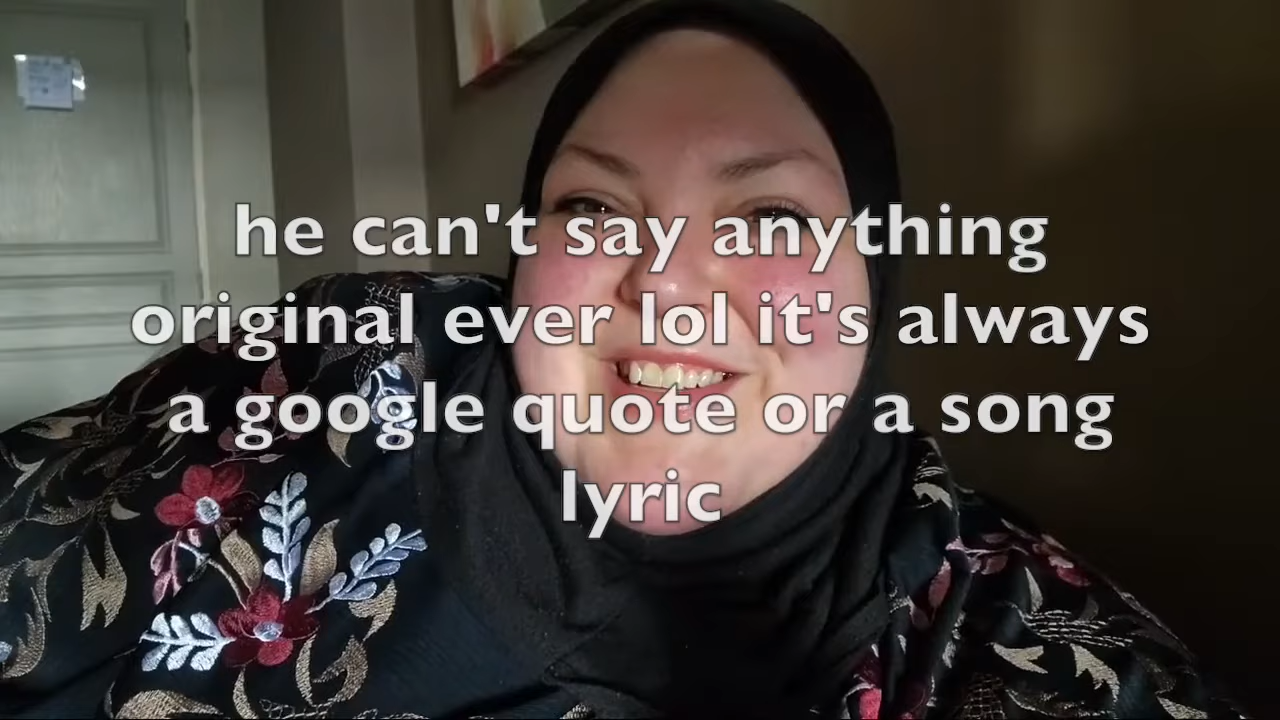 he can't say anything
original ever lol it's always
a google quote or a song
lyric